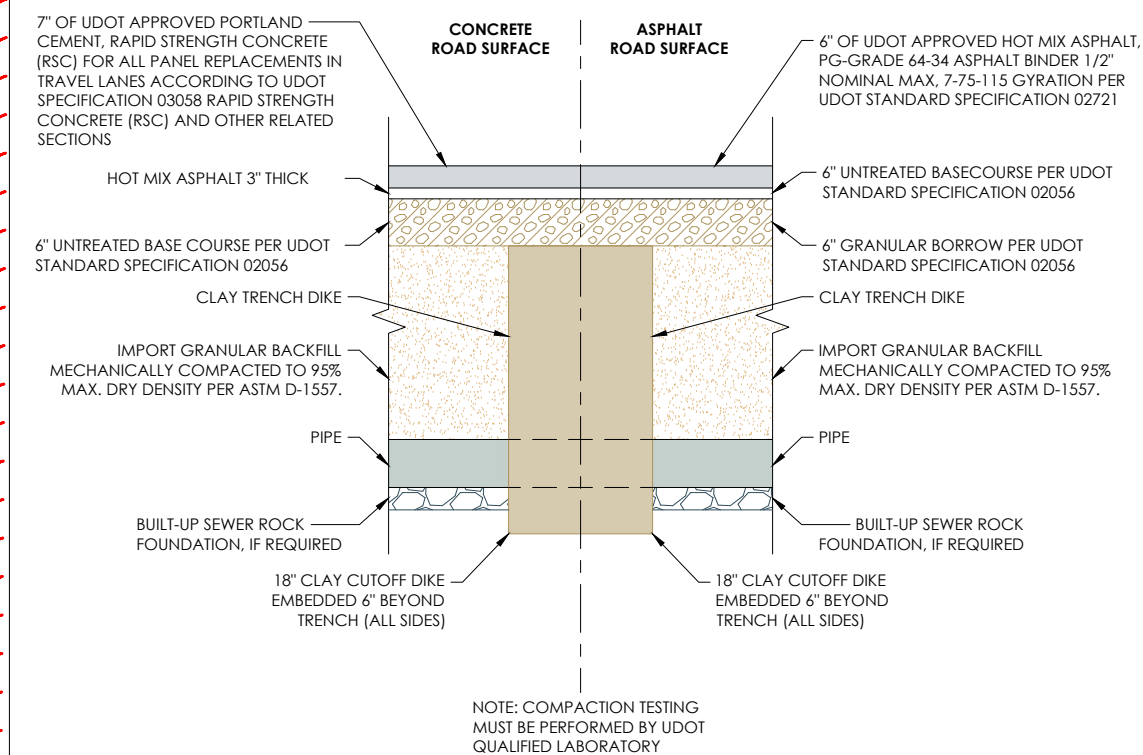 7" OF UDOT APPROVED PORTLAND
CEMENT, RAPID STRENGTH CONCRETE
(RSC) FOR ALL PANEL REPLACEMENTS IN
TRAVEL LANES ACCORDING TO UDOT
SPECIFICATION 03058 RAPID STRENGTH
CONCRETE (RSC) AND OTHER RELATED
SECTIONS
HOT MIX ASPHALT 3" THICK
6" UNTREATED BASE COURSE PER UDOT
STANDARD SPECIFICATION 02056
CLAY TRENCH DIKE
IMPORT GRANULAR BACKFILL
MECHANICALLY COMPACTED TO 95%
MAX. DRY DENSITY PER ASTM D-1557.
PIPE
BUILT-UP SEWER ROCK
FOUNDATION, IF REQUIRED
18" CLAY CUTOFF DIKE
EMBEDDED 6" BEYOND
TRENCH (ALL SIDES)
CONCRETE
ROAD SURFACE
ASPHALT
ROAD SURFACE
6" OF UDOT APPROVED HOT MIX ASPHALT,
PG-GRADE 64-34 ASPHALT BINDER 1/2"
NOMINAL MAX, 7-75-115 GYRATION PER
UDOT STANDARD SPECIFICATION 02721
6" UNTREATED BASECOURSE PER UDOT
STANDARD SPECIFICATION 02056
6" GRANULAR BORROW PER UDOT
STANDARD SPECIFICATION 02056
CLAY TRENCH DIKE
IMPORT GRANULAR BACKFILL
MECHANICALLY COMPACTED TO 95%
MAX. DRY DENSITY PER ASTM D-1557.
PIPE
BUILT-UP SEWER ROCK
FOUNDATION, IF REQUIRED
18" CLAY CUTOFF DIKE
EMBEDDED 6" BEYOND
TRENCH (ALL SIDES)
NOTE: COMPACTION TESTING
MUST BE PERFORMED BY UDOT
QUALIFIED LABORATORY